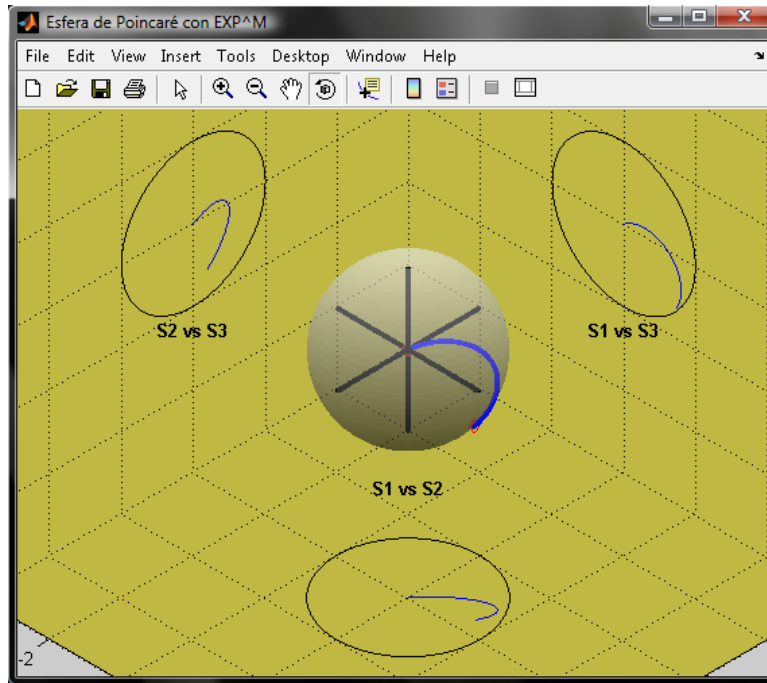 Esfera de Poincaré con EXP^M
File Edit View Insert Tools Desktop Window Help
S2 vs S3
S1 vs S3
S1 vs S2
-2